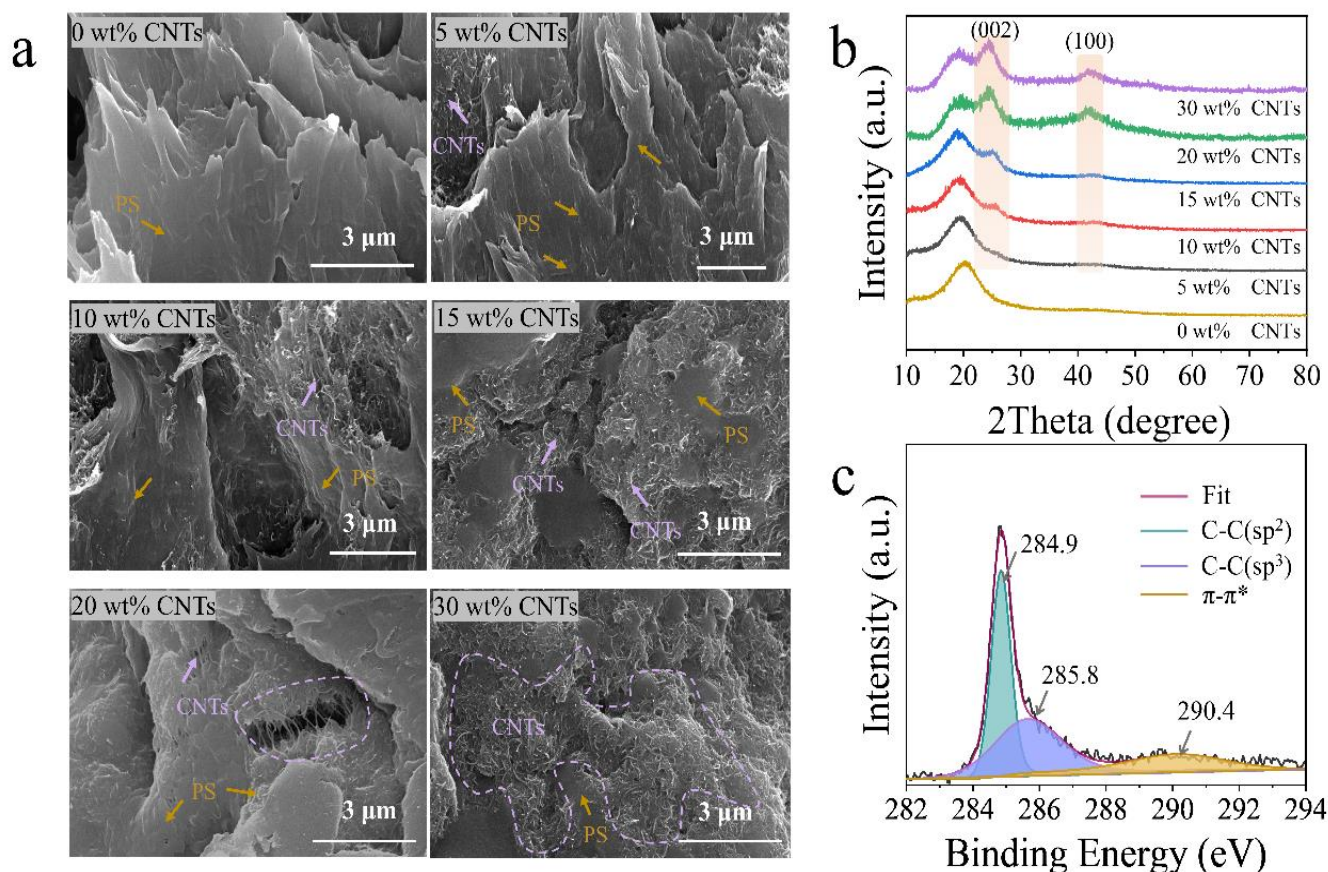 a
0 wt% CNTs
PS
3 μm
5 wt% CNTs
CNTs
PS
3 μm
10 wt% CNTs
CNTs
PS
3 μm
15 wt% CNTs
PS
PS
CNTs
CNTs
3 μm
20 wt% CNTs
CNTs
PS
3 μm
30 wt% CNTs
CNTs
PS
3 μm
b
Intensity (a.u.)
(002)
(100)
30 wt% CNTs
20 wt% CNTs
15 wt% CNTs
10 wt% CNTs
5 wt% CNTs
0 wt% CNTs
10 20 30 40 50 60 70 80
2Theta (degree)
c
Intensity (a.u.)
Fit
C-C(sp²)
C-C(sp³)
π-π*
284.9
285.8
290.4
282 284 286 288 290 292 294
Binding Energy (eV)